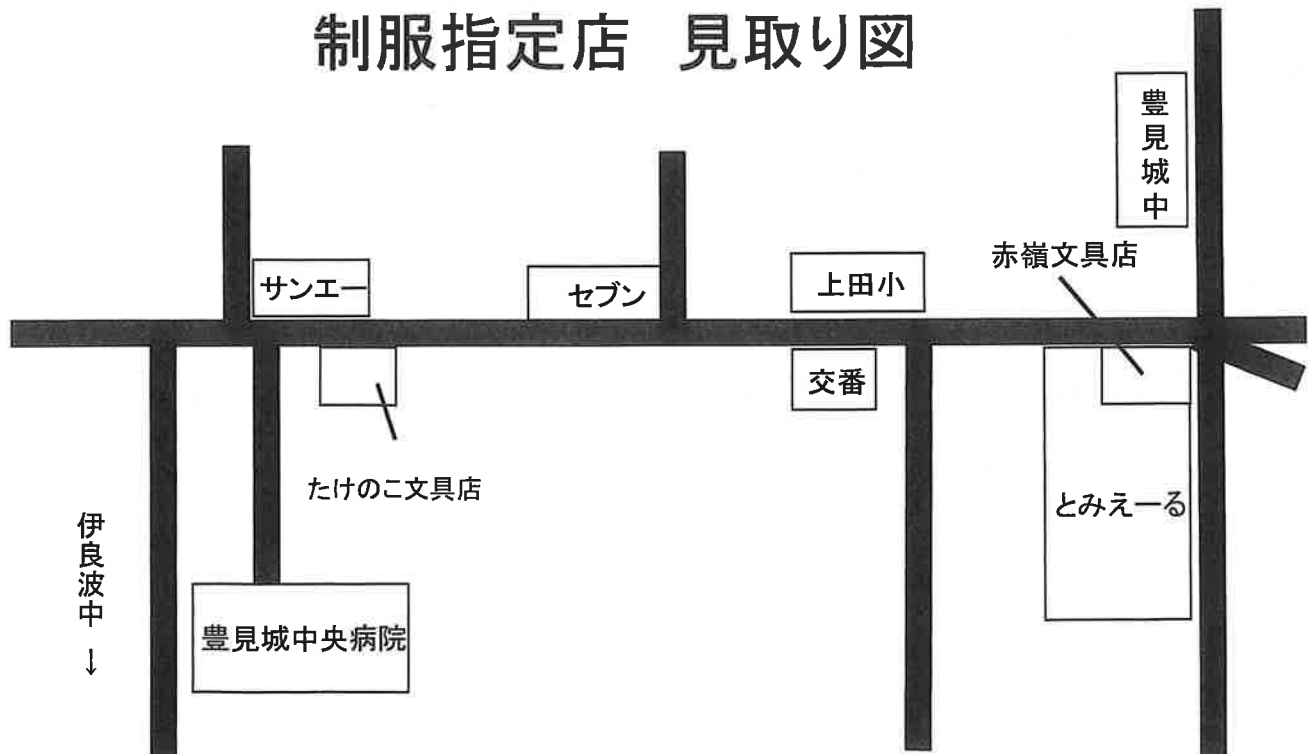 制服指定店 見取り図
豊見城中
赤嶺文具店
サンエー
セブン
上田小
交番
たけのこ文具店
とみえーる
伊良波中 ↓
豊見城中央病院